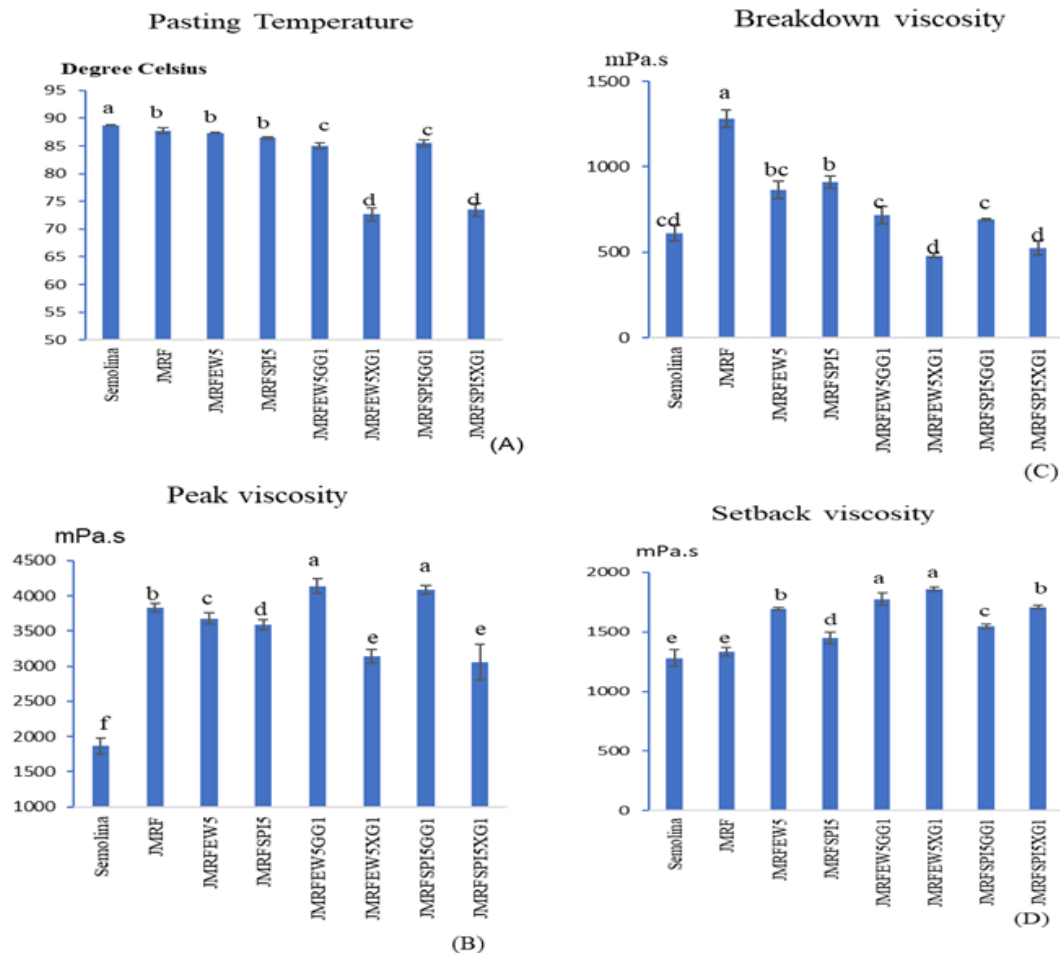 Pasting Temperature
Degree Celsius
95
90
85
80
75
70
65
60
55
50
a
b
b
b
c
d
c
d
Semolina
JMRF
JMRFEW5
JMRFSPI5
JMRFEW5GG1
JMRFEW5XG1
JMRFSPI5GG1
JMRFSPI5XG1
(A)
Breakdown viscosity
mPa.s
1500
1000
500
0
cd
a
bc
b
c
d
c
d
Semolina
JMRF
JMRFEW5
JMRFSPI5
JMRFEW5GG1
JMRFEW5XG1
JMRFSPI5GG1
JMRFSPI5XG1
(C)
Peak viscosity
mPa.s
4500
4000
3500
3000
2500
2000
1500
1000
f
b
c
d
a
e
a
e
Semolina
JMRF
JMRFEW5
JMRFSPI5
JMRFEW5GG1
JMRFEW5XG1
JMRFSPI5GG1
JMRFSPI5XG1
(B)
Setback viscosity
mPa.s
2000
1500
1000
500
0
e
e
b
d
a
a
c
b
Semolina
JMRF
JMRFEW5
JMRFSPI5
JMRFEW5GG1
JMRFEW5XG1
JMRFSPI5GG1
JMRFSPI5XG1
(D)